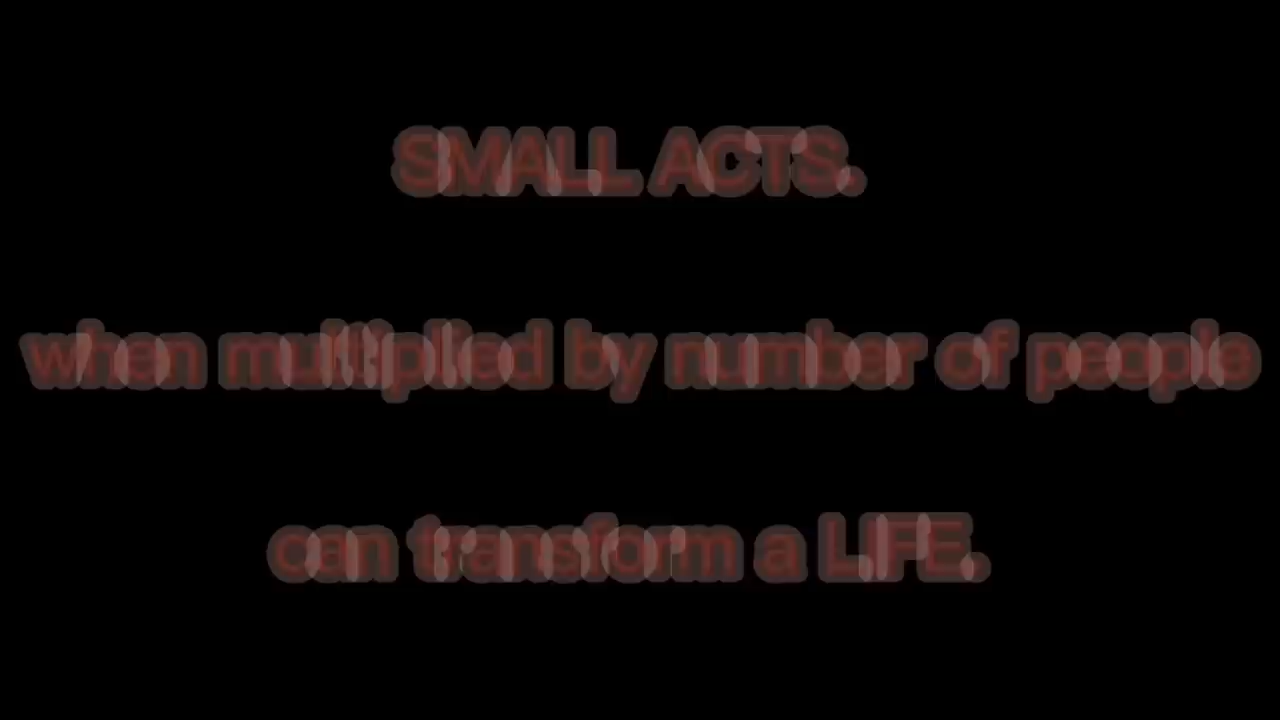 SMALL ACTS.
when multiplied by number of people
can transform a LIFE.